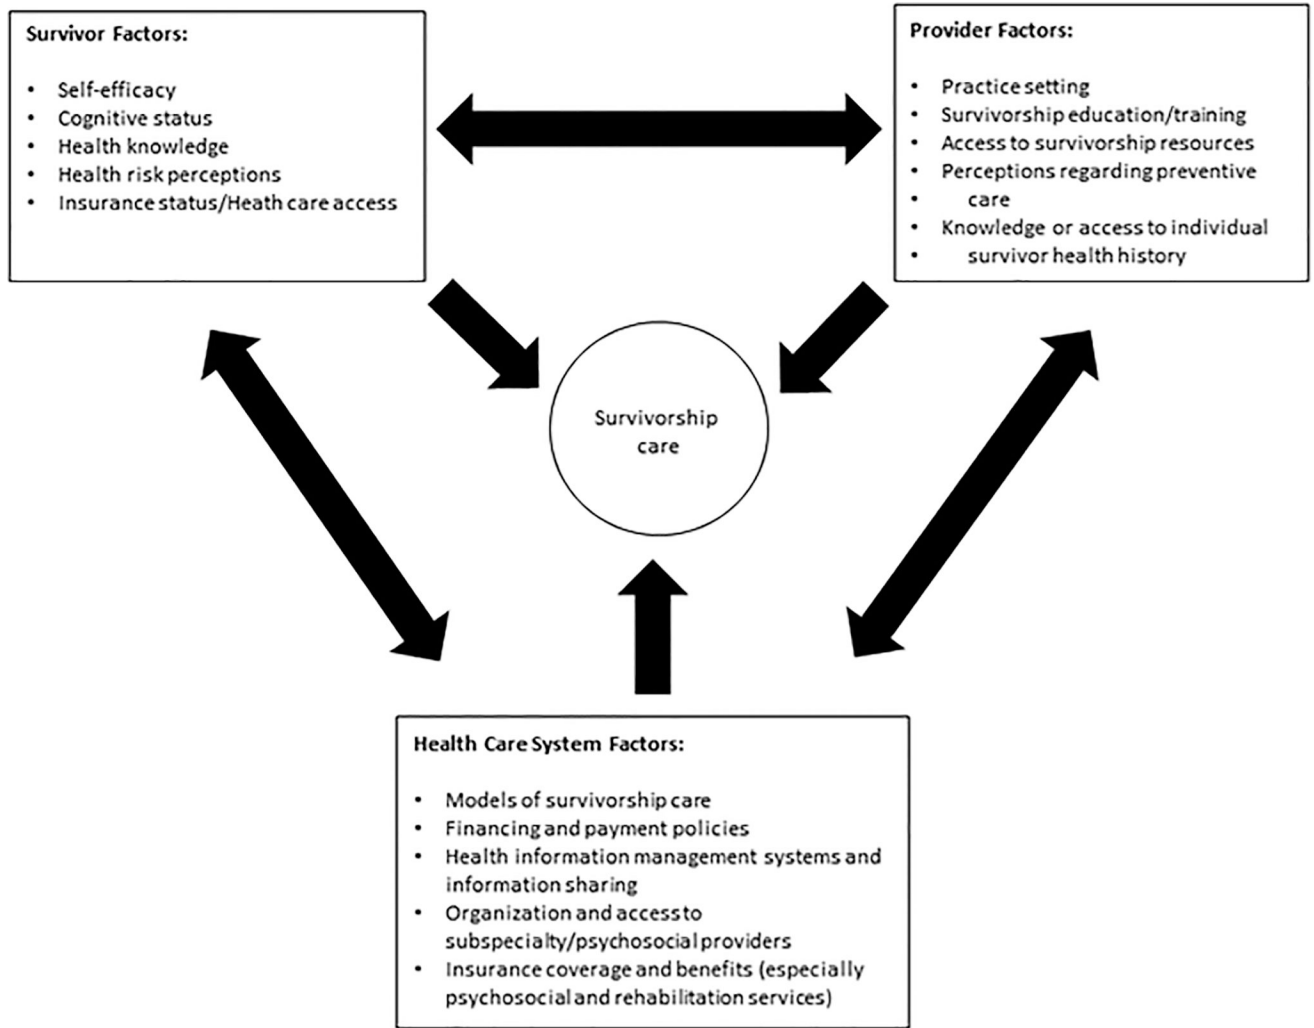 Survivor Factors:
• Self-efficacy
• Cognitive status
• Health knowledge
• Health risk perceptions
• Insurance status/Heath care access
Provider Factors:
• Practice setting
• Survivorship education/training
• Access to survivorship resources
• Perceptions regarding preventive
• care
• Knowledge or access to individual
• survivor health history
Survivorship
care
Health Care System Factors:
• Models of survivorship care
• Financing and payment policies
• Health information management systems and
information sharing
• Organization and access to
subspecialty/psychosocial providers
• Insurance coverage and benefits (especially
psychosocial and rehabilitation services)